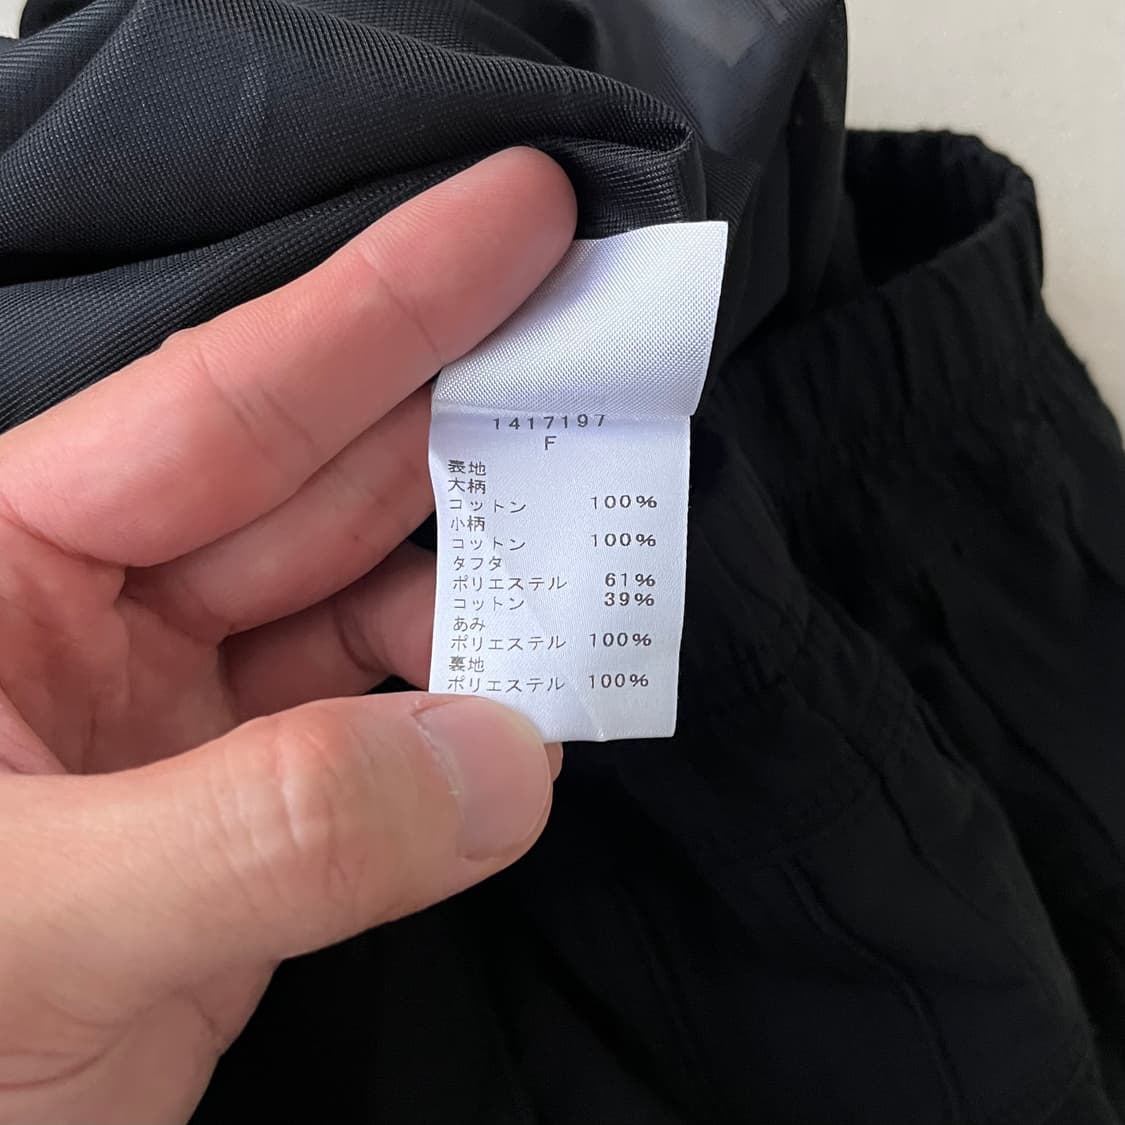 1417197
F
表地
大柄
コットン 100%
小柄
コットン 100%
タフタ
ポリエステル 61%
コットン 39%
あみ
ポリエステル 100%
裏地
ポリエステル 100%